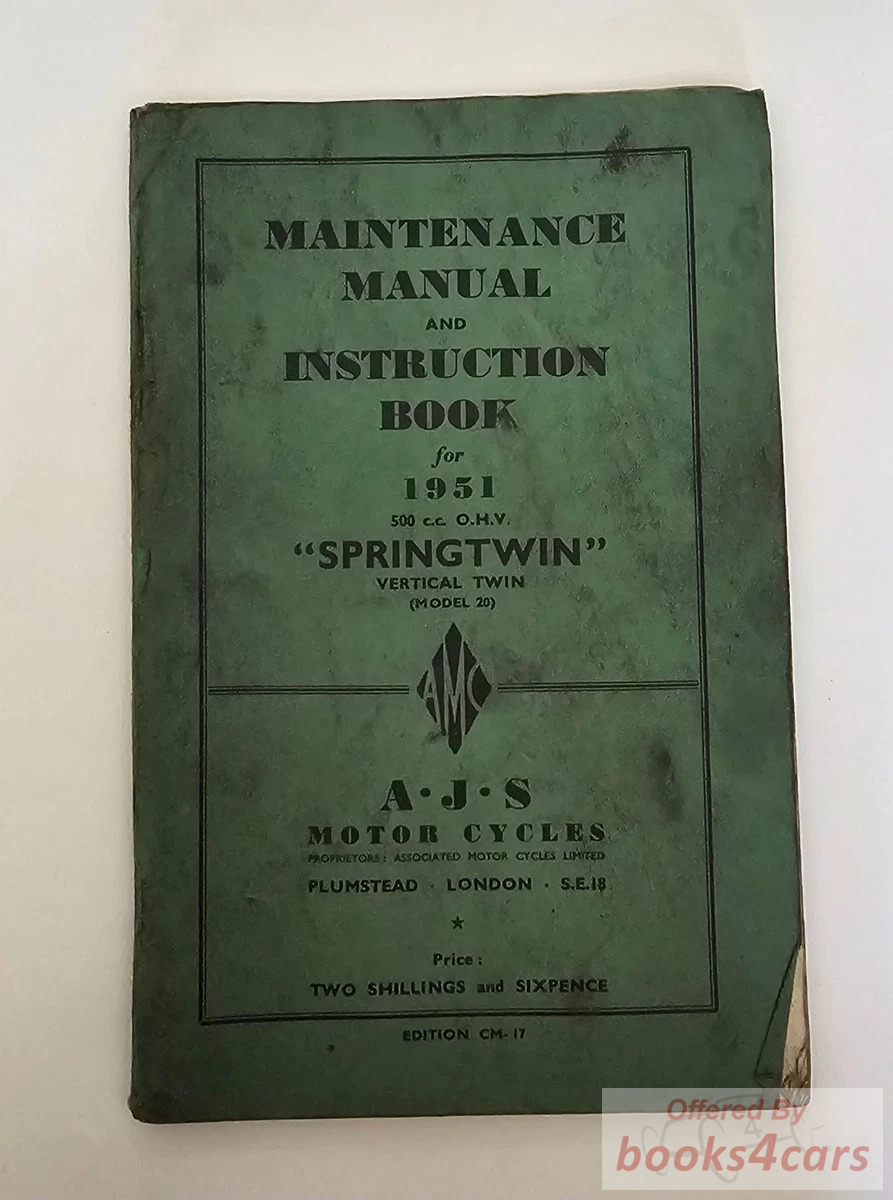 MAINTENANCE
MANUAL
AND
INSTRUCTION
BOOK
for
1951
500 c.c. O.H.V.
"SPRINGTWIN"
VERTICAL TWIN
(MODEL 20)
AMC
A·J·S
MOTOR CYCLES
PROPRIETORS: ASSOCIATED MOTOR CYCLES LIMITED
PLUMSTEAD · LONDON · S.E.18
★
Price:
TWO SHILLINGS and SIXPENCE
EDITION CM-17
Offered By
books4cars